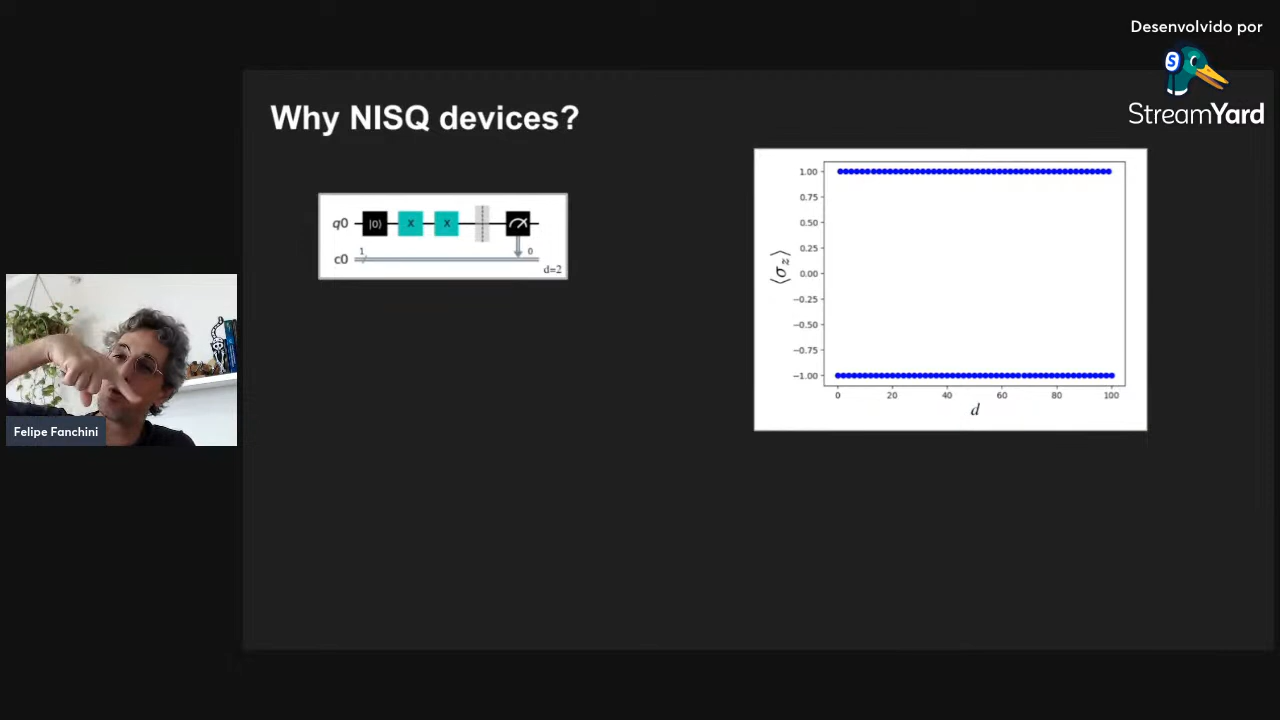 Desenvolvido por
StreamYard
Why NISQ devices?
q0 |0⟩ X X
c0 1 0
d=2
1.00
0.75
0.50
0.25
0.00
−0.25
−0.50
−0.75
−1.00
⟨σz⟩
0 20 40 60 80 100
d
Felipe Fanchini